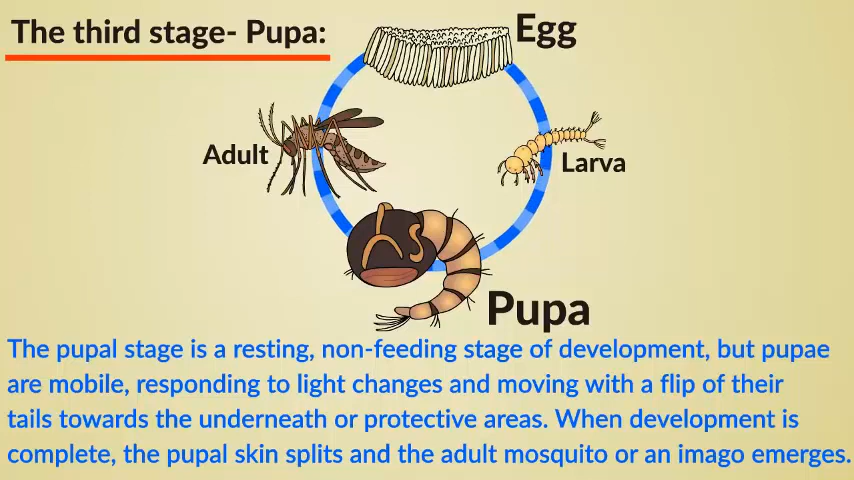 The third stage- Pupa:
Egg
Adult
Larva
Pupa
The pupal stage is a resting, non-feeding stage of development, but pupae
are mobile, responding to light changes and moving with a flip of their
tails towards the underneath or protective areas. When development is
complete, the pupal skin splits and the adult mosquito or an imago emerges.